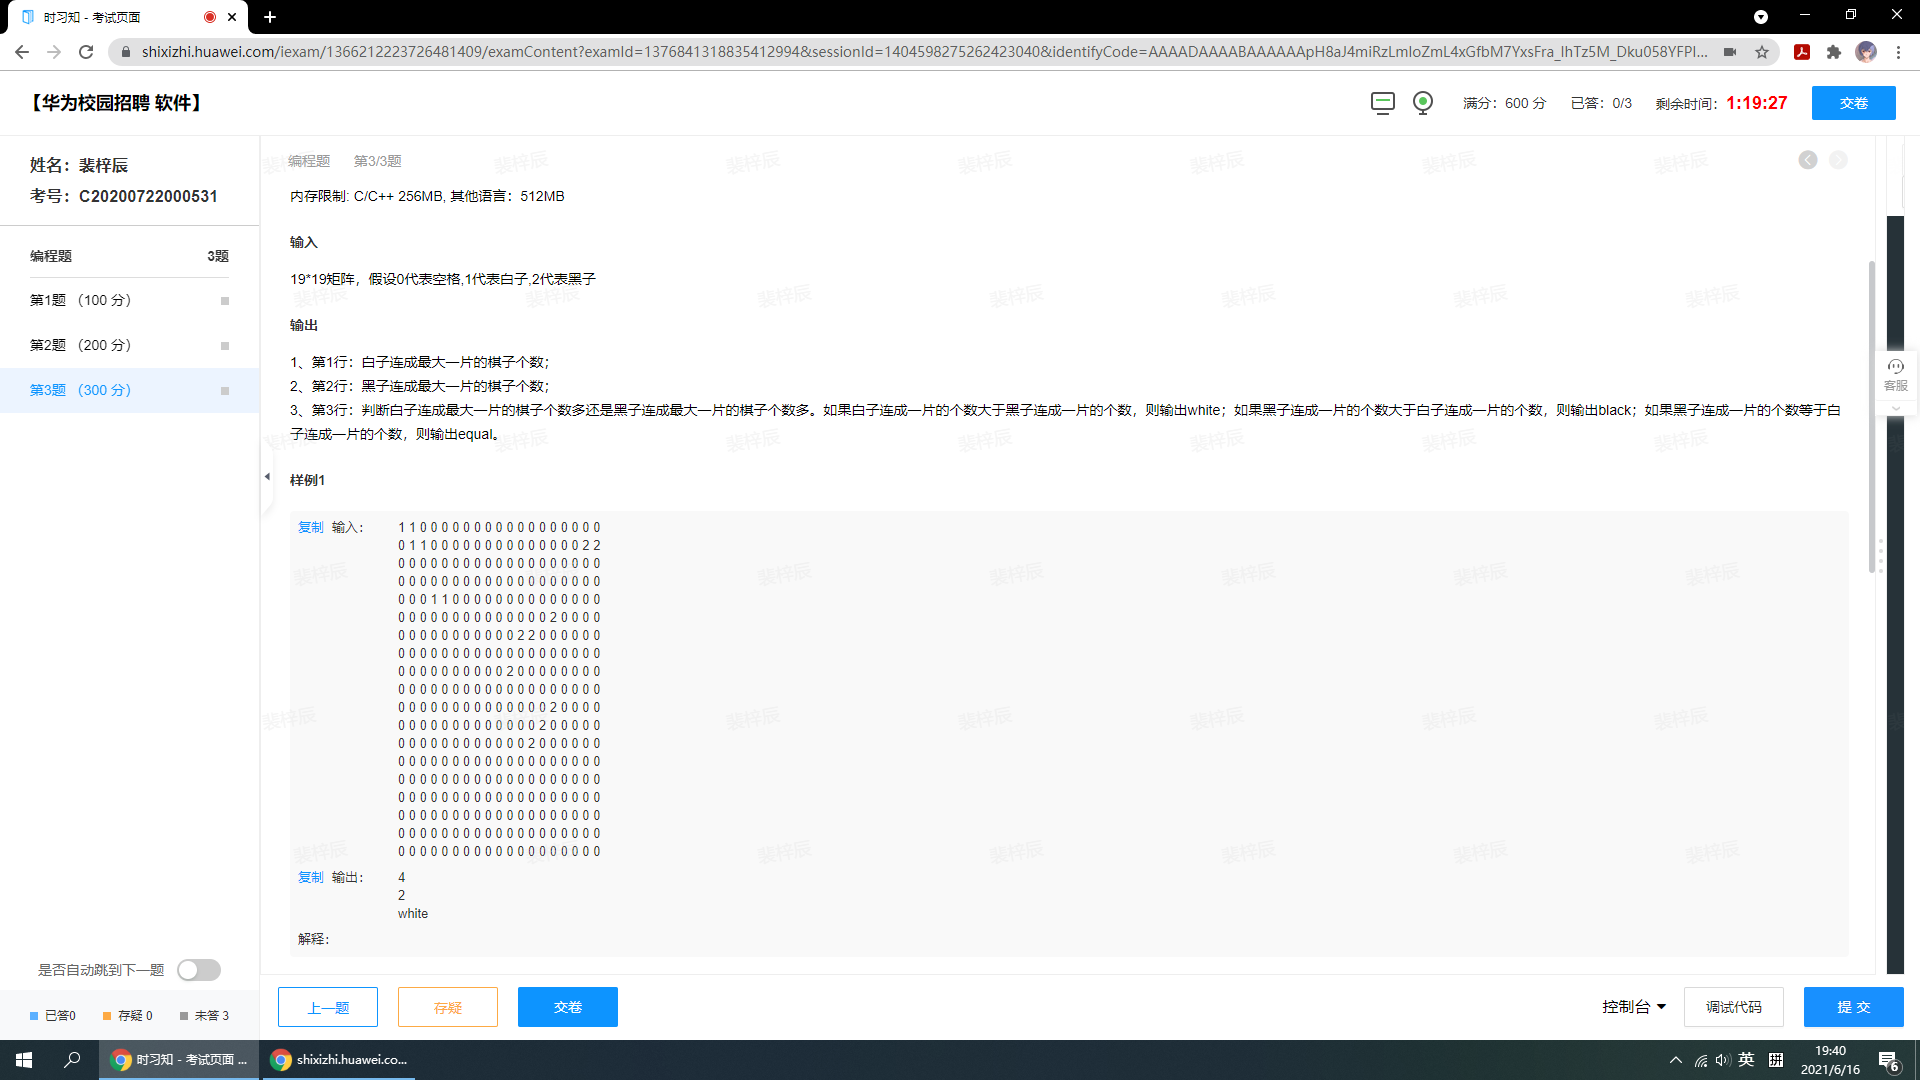 时习知 - 考试页面
shixizhi.huawei.com/iexam/1366212223726481409/examContent?examId=1376841318835412994&sessionId=1404598275262423040&identifyCode=AAAADAAAABAAAAAApH8aJ4miRzLmIoZmL4xGfbM7YxsFra_IhTz5M_Dku058YFPI...
【华为校园招聘 软件】
满分：600 分 已答：0/3 剩余时间：1:19:27 交卷
姓名：裴梓辰
考号：C20200722000531
编程题 3题
第1题 （100 分）
第2题 （200 分）
第3题 （300 分）
是否自动跳到下一题
已答0 存疑 0 未答 3
编程题 第3/3题
内存限制: C/C++ 256MB, 其他语言：512MB
输入
19*19矩阵，假设0代表空格,1代表白子,2代表黑子
输出
1、第1行：白子连成最大一片的棋子个数；
2、第2行：黑子连成最大一片的棋子个数；
3、第3行：判断白子连成最大一片的棋子个数多还是黑子连成最大一片的棋子个数多。如果白子连成一片的个数大于黑子连成一片的个数，则输出white；如果黑子连成一片的个数大于白子连成一片的个数，则输出black；如果黑子连成一片的个数等于白
子连成一片的个数，则输出equal。
样例1
复制 输入： 1 1 0 0 0 0 0 0 0 0 0 0 0 0 0 0 0 0 0
0 1 1 0 0 0 0 0 0 0 0 0 0 0 0 0 0 2 2
0 0 0 0 0 0 0 0 0 0 0 0 0 0 0 0 0 0 0
0 0 0 0 0 0 0 0 0 0 0 0 0 0 0 0 0 0 0
0 0 0 1 1 0 0 0 0 0 0 0 0 0 0 0 0 0 0
0 0 0 0 0 0 0 0 0 0 0 0 0 0 2 0 0 0 0
0 0 0 0 0 0 0 0 0 0 0 2 2 0 0 0 0 0 0
0 0 0 0 0 0 0 0 0 0 0 0 0 0 0 0 0 0 0
0 0 0 0 0 0 0 0 0 0 2 0 0 0 0 0 0 0 0
0 0 0 0 0 0 0 0 0 0 0 0 0 0 0 0 0 0 0
0 0 0 0 0 0 0 0 0 0 0 0 0 0 2 0 0 0 0
0 0 0 0 0 0 0 0 0 0 0 0 0 2 0 0 0 0 0
0 0 0 0 0 0 0 0 0 0 0 0 2 0 0 0 0 0 0
0 0 0 0 0 0 0 0 0 0 0 0 0 0 0 0 0 0 0
0 0 0 0 0 0 0 0 0 0 0 0 0 0 0 0 0 0 0
0 0 0 0 0 0 0 0 0 0 0 0 0 0 0 0 0 0 0
0 0 0 0 0 0 0 0 0 0 0 0 0 0 0 0 0 0 0
0 0 0 0 0 0 0 0 0 0 0 0 0 0 0 0 0 0 0
0 0 0 0 0 0 0 0 0 0 0 0 0 0 0 0 0 0 0
复制 输出： 4
2
white
解释：
客服
上一题 存疑 交卷 控制台 调试代码 提 交
时习知 - 考试页面 ... shixizhi.huawei.co... 英 拼 19:40
2021/6/16 6